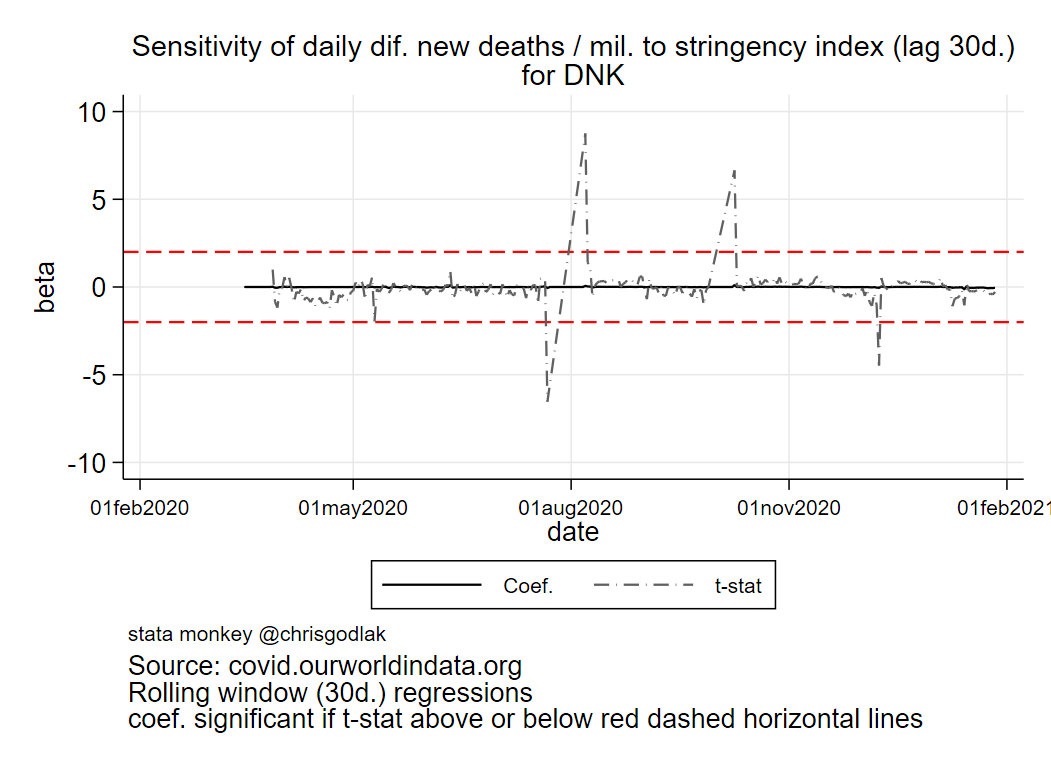 Sensitivity of daily dif. new deaths / mil. to stringency index (lag 30d.)
for DNK
10
5
0
-5
-10
beta
01feb2020
01may2020
01aug2020
01nov2020
01feb2021
date
Coef.
t-stat
stata monkey @chrisgodlak
Source: covid.ourworldindata.org
Rolling window (30d.) regressions
coef. significant if t-stat above or below red dashed horizontal lines